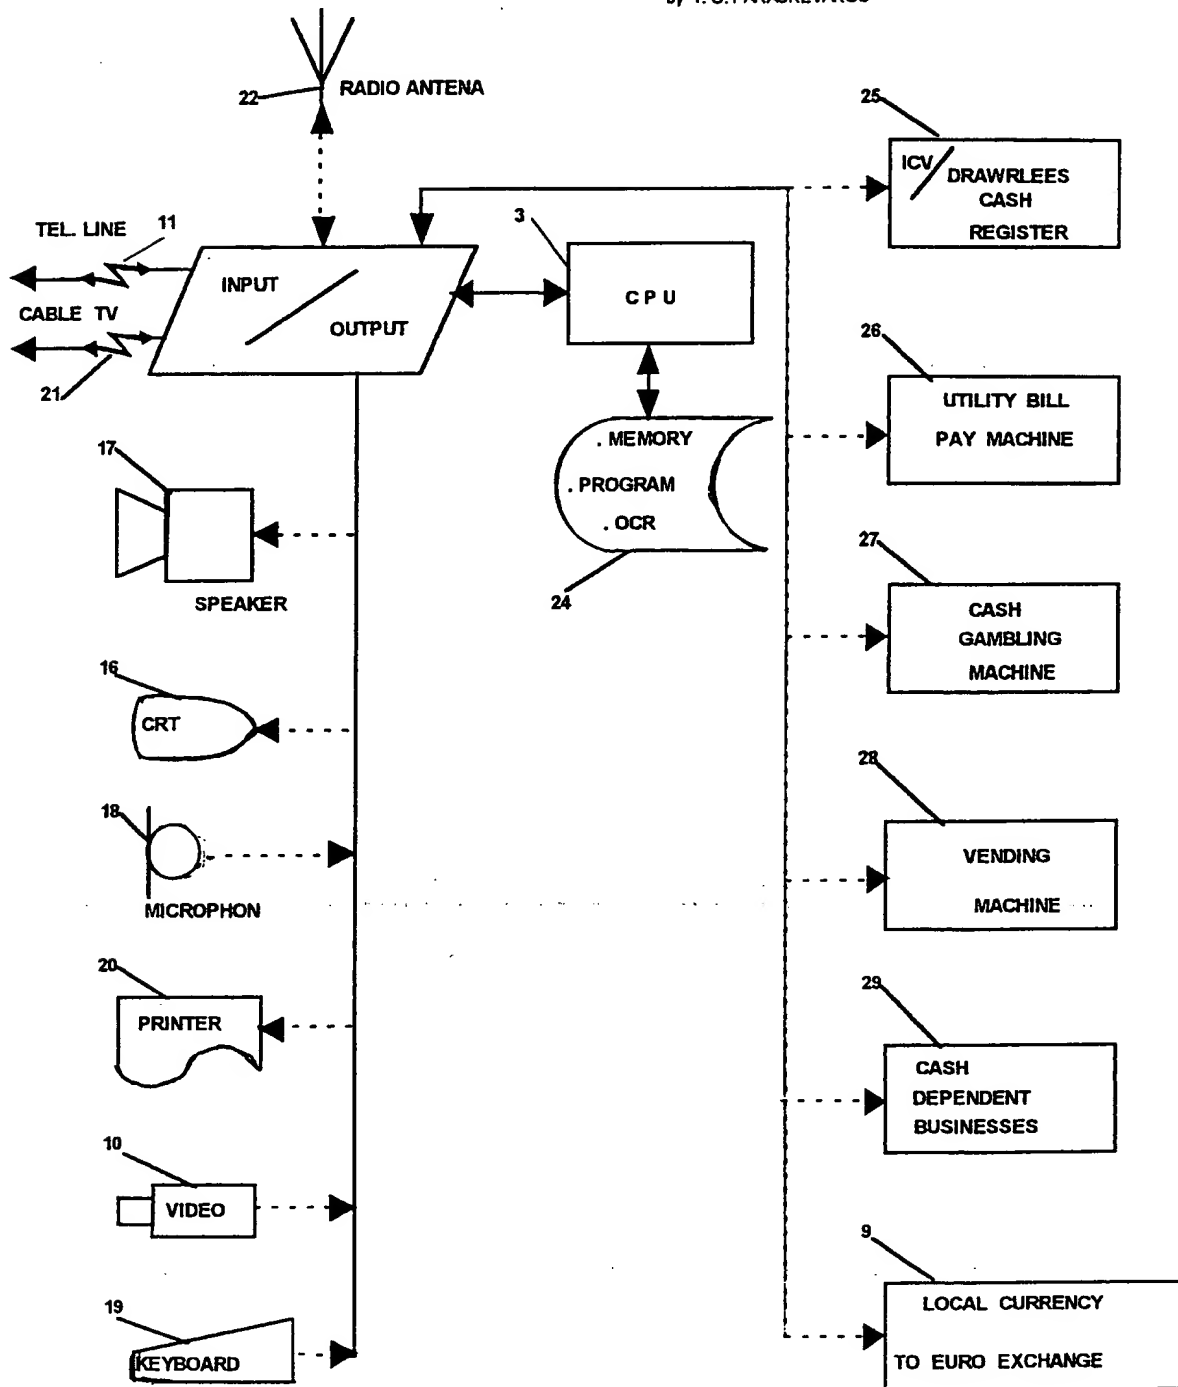 22
RADIO ANTENA
25
ICV
DRAWRLEES
CASH
REGISTER
TEL. LINE
11
3
INPUT
OUTPUT
CPU
CABLE TV
21
26
UTILITY BILL
PAY MACHINE
. MEMORY
. PROGRAM
. OCR
24
17
SPEAKER
27
CASH
GAMBLING
MACHINE
16
CRT
18
MICROPHON
28
VENDING
MACHINE
20
PRINTER
29
CASH
DEPENDENT
BUSINESSES
10
VIDEO
9
LOCAL CURRENCY
TO EURO EXCHANGE
19
KEYBOARD